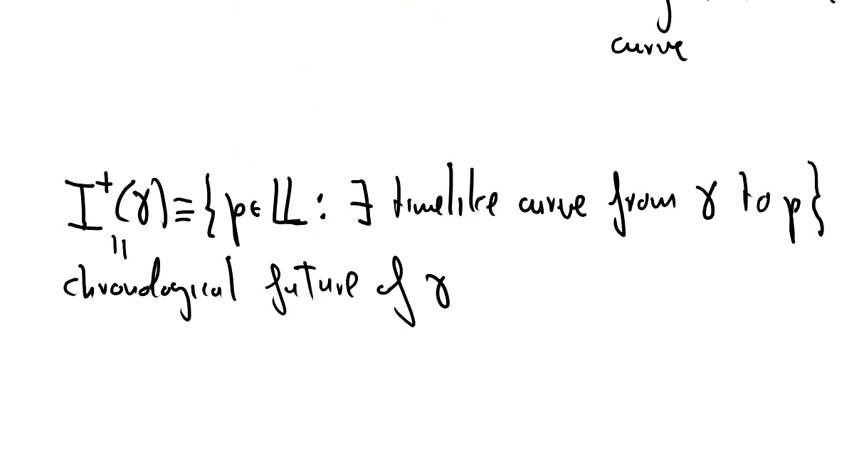 curve
I⁺(γ) ≡ {p ∈ 𝕃 : ∃ timelike curve from γ to p}
=
chronological future of γ